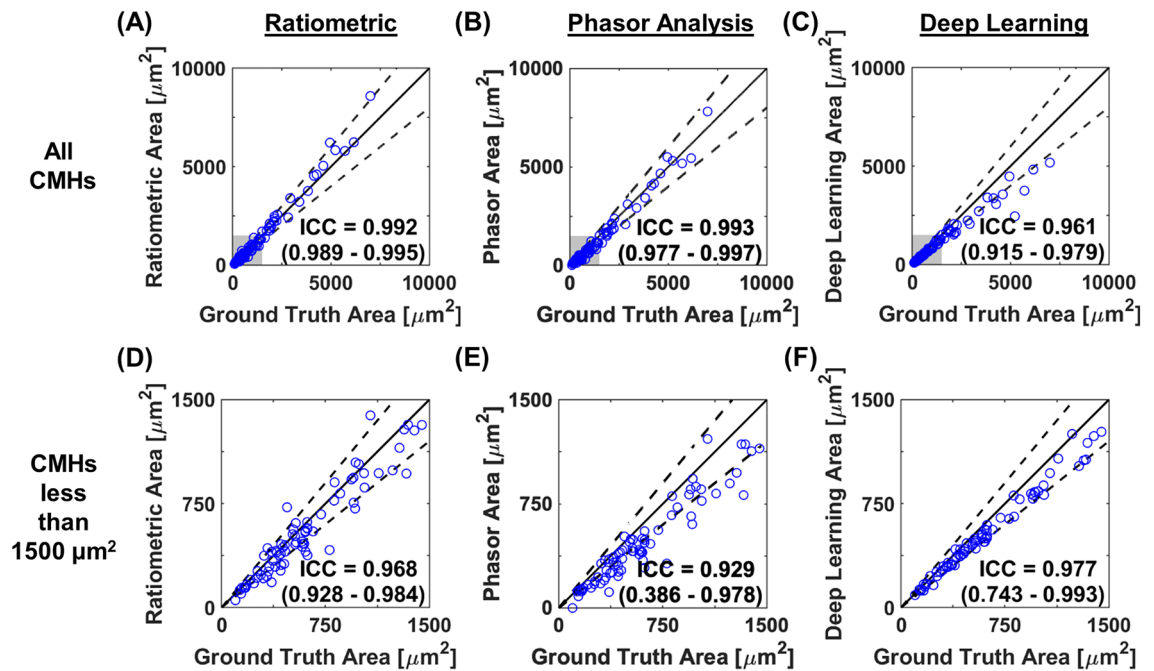 (A) Ratiometric
(B) Phasor Analysis
(C) Deep Learning
All
CMHs
Ratiometric Area [μm²]
10000
5000
0
ICC = 0.992
(0.989 - 0.995)
0 5000 10000
Ground Truth Area [μm²]
Phasor Area [μm²]
10000
5000
0
ICC = 0.993
(0.977 - 0.997)
0 5000 10000
Ground Truth Area [μm²]
Deep Learning Area [μm²]
10000
5000
0
ICC = 0.961
(0.915 - 0.979)
0 5000 10000
Ground Truth Area [μm²]
CMHs
less
than
1500 μm²
(D)
Ratiometric Area [μm²]
1500
750
0
ICC = 0.968
(0.928 - 0.984)
0 750 1500
Ground Truth Area [μm²]
(E)
Phasor Area [μm²]
1500
750
0
ICC = 0.929
(0.386 - 0.978)
0 750 1500
Ground Truth Area [μm²]
(F)
Deep Learning Area [μm²]
1500
750
0
ICC = 0.977
(0.743 - 0.993)
0 750 1500
Ground Truth Area [μm²]